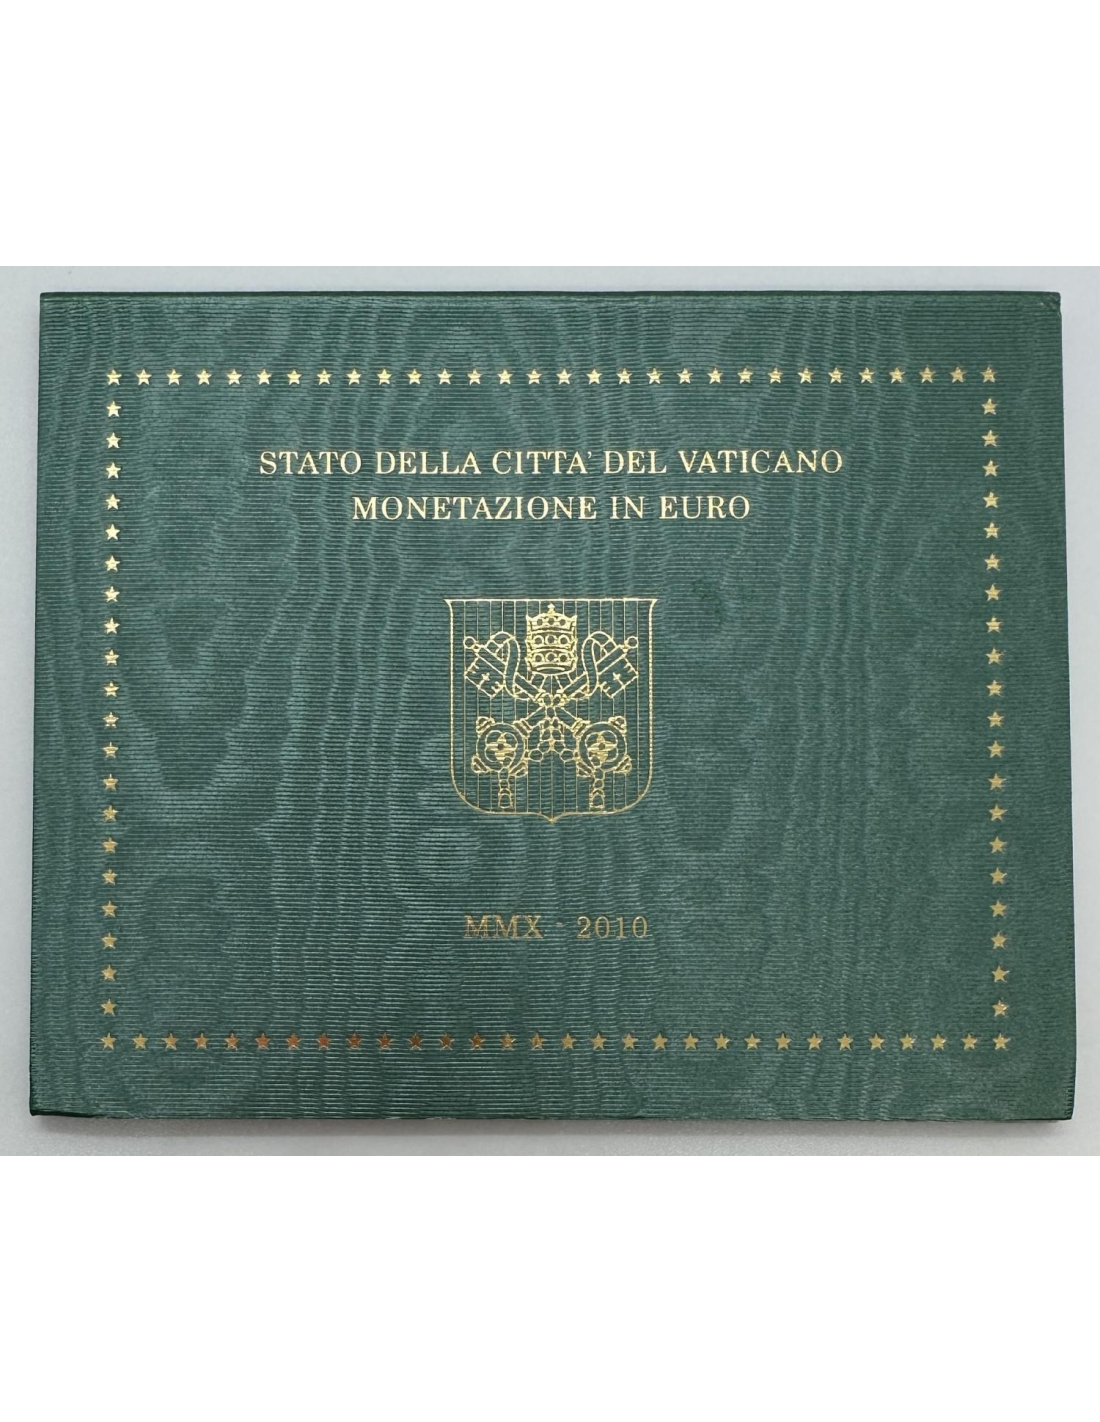 STATO DELLA CITTA' DEL VATICANO
MONETAZIONE IN EURO
MMX - 2010